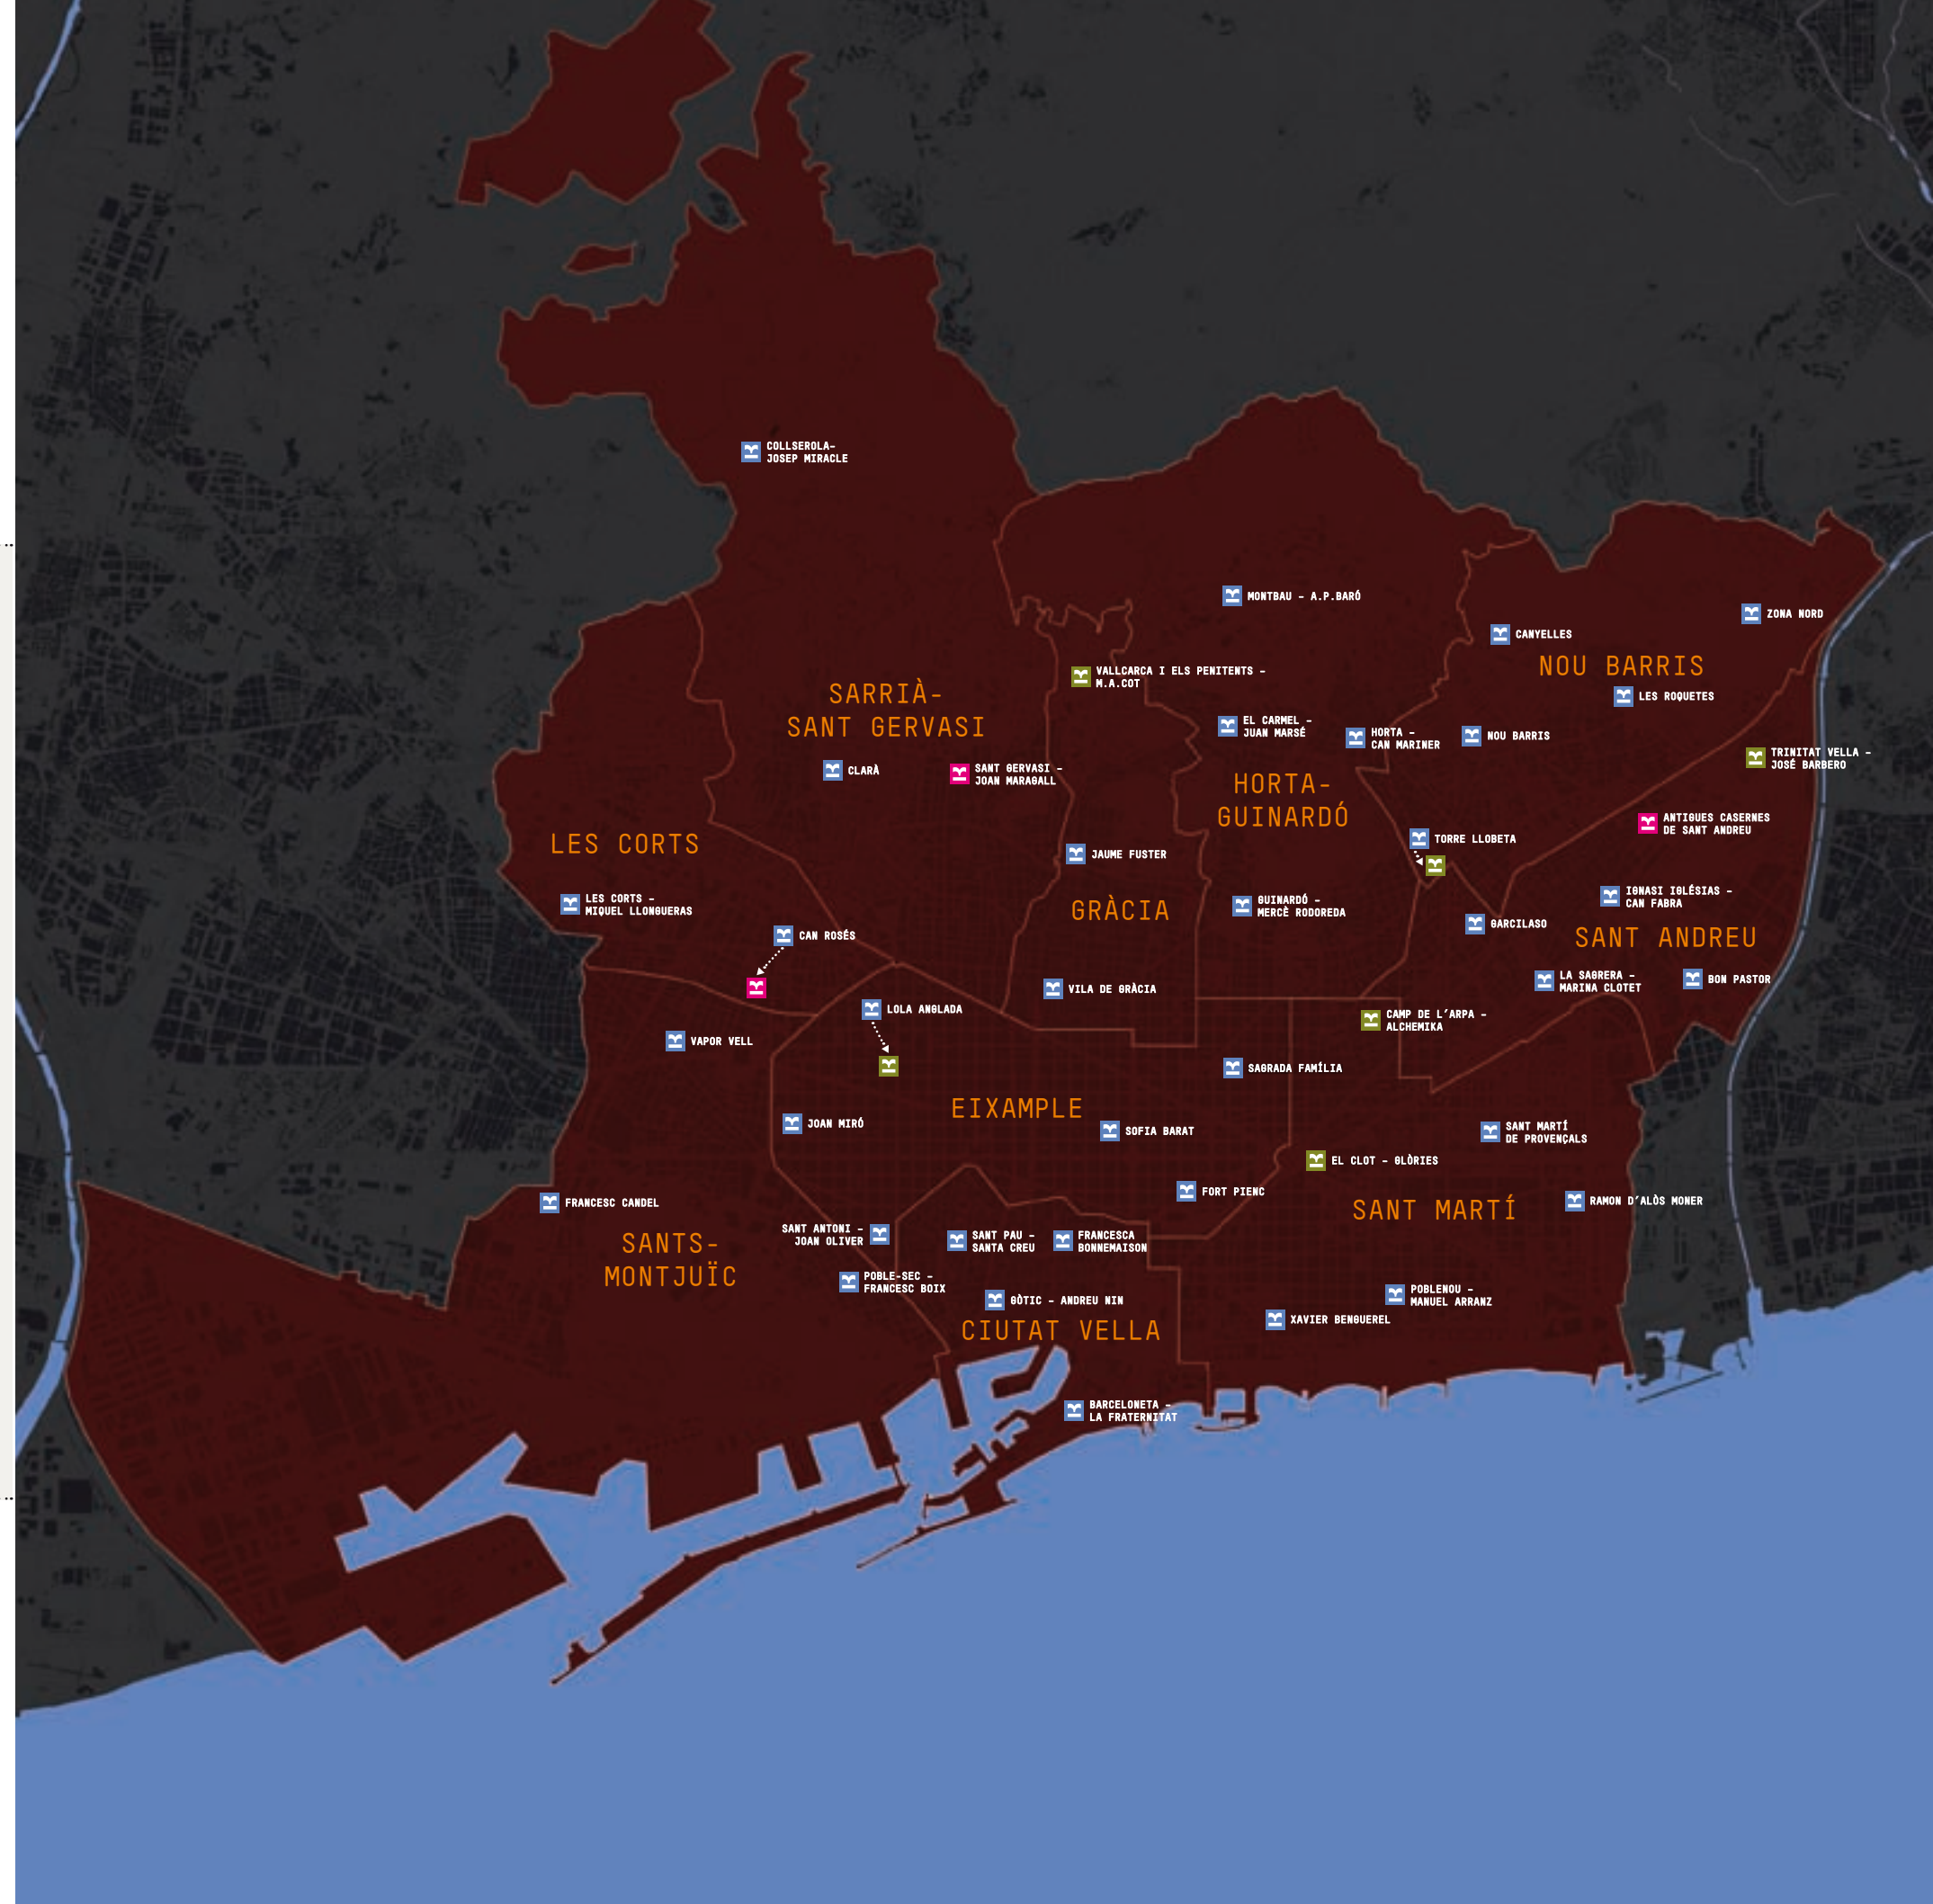 COLLSEROLA-
JOSEP MIRACLE
MONTBAU - A.P.BARÓ
ZONA NORD
CANYELLES
NOU BARRIS
VALLCARCA I ELS PENITENTS -
M.A.COT
SARRIÀ-
SANT GERVASI
LES ROQUETES
EL CARMEL -
JUAN MARSÉ
HORTA -
CAN MARINER
NOU BARRIS
TRINITAT VELLA -
JOSÉ BARBERO
CLARÀ
SANT GERVASI -
JOAN MARAGALL
HORTA-
GUINARDÓ
ANTIGUES CASERNES
DE SANT ANDREU
LES CORTS
JAUME FUSTER
TORRE LLOBETA
LES CORTS -
MIQUEL LLONGUERAS
GRÀCIA
GUINARDÓ -
MERCÈ RODOREDA
IGNASI IGLÉSIAS -
CAN FABRA
GARCILASO
CAN ROSÉS
SANT ANDREU
VILA DE GRÀCIA
LA SAGRERA -
MARINA CLOTET
BON PASTOR
LOLA ANGLADA
CAMP DE L'ARPA -
ALCHEMIKA
VAPOR VELL
SAGRADA FAMÍLIA
EIXAMPLE
JOAN MIRÓ
SOFIA BARAT
SANT MARTÍ
DE PROVENÇALS
EL CLOT - GLÒRIES
FORT PIENC
FRANCESC CANDEL
SANT MARTÍ
RAMON D'ALÒS MONER
SANTS-
MONTJUÏC
SANT ANTONI -
JOAN OLIVER
SANT PAU -
SANTA CREU
FRANCESCA
BONNEMAISON
POBLE-SEC -
FRANCESC BOIX
GÒTIC - ANDREU NIN
POBLENOU -
MANUEL ARRANZ
XAVIER BENGUEREL
CIUTAT VELLA
BARCELONETA -
LA FRATERNITAT